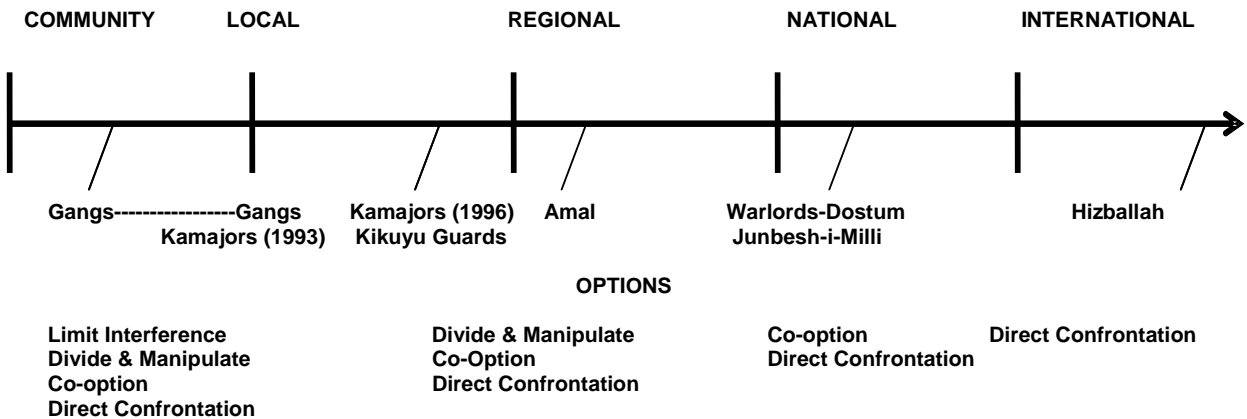 COMMUNITY LOCAL REGIONAL NATIONAL INTERNATIONAL
Gangs-----------------Gangs Kamajors (1996) Amal Warlords-Dostum Hizballah
Kamajors (1993) Kikuyu Guards Junbesh-i-Milli
OPTIONS
Limit Interference Divide & Manipulate Co-option Direct Confrontation
Divide & Manipulate Co-Option Direct Confrontation
Co-option Direct Confrontation
Direct Confrontation